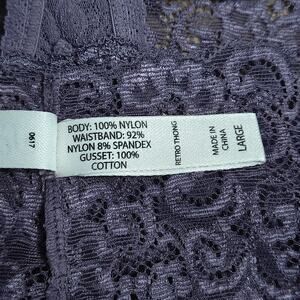 BODY: 100% NYLON
WAISTBAND: 92%
NYLON 8% SPANDEX
GUSSET: 100%
COTTON
RETRO THONG
MADE IN
CHINA
LARGE
0617